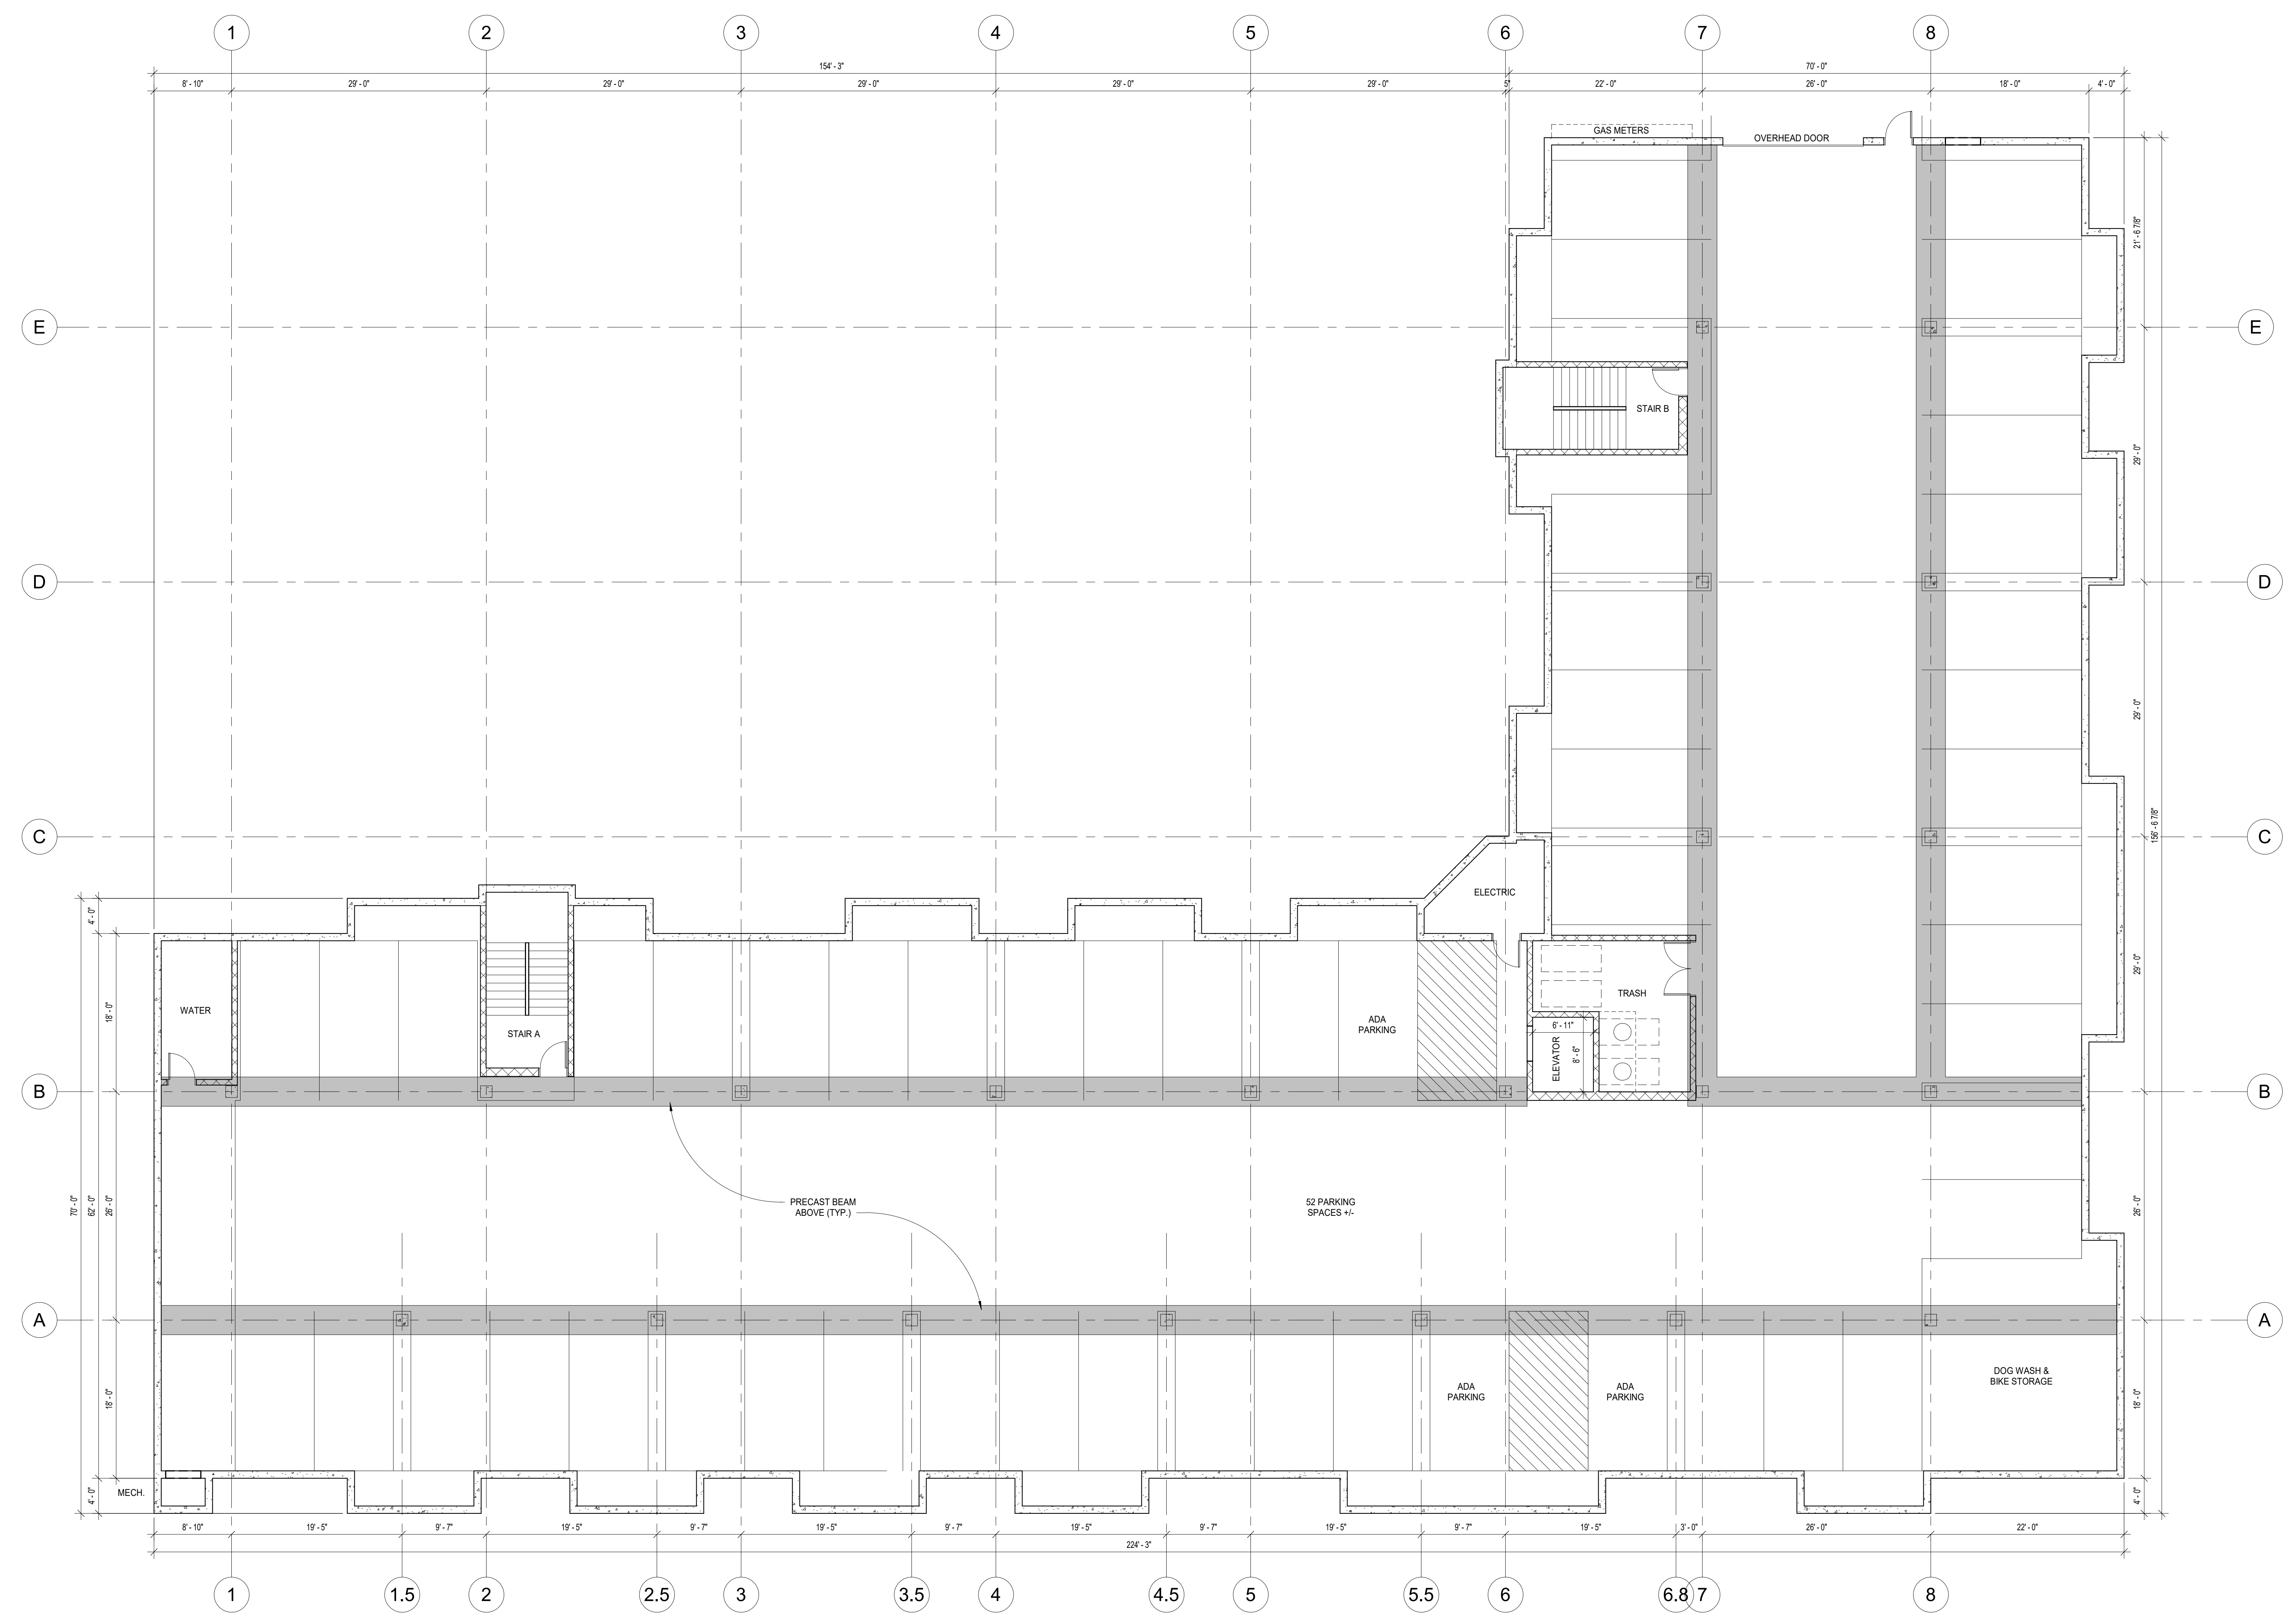 1 2 3 4 5 6 7 8
154' - 3" 70' - 0"
8' - 10" 29' - 0" 29' - 0" 29' - 0" 29' - 0" 29' - 0" 5" 22' - 0" 26' - 0" 18' - 0" 4' - 0"
GAS METERS
OVERHEAD DOOR
21' - 6 7/8"
E E
STAIR B
29' - 0"
D D
29' - 0"
156' - 6 7/8"
C C
ELECTRIC
4' - 0"
29' - 0"
TRASH
WATER
18' - 0"
ADA
PARKING
STAIR A
6' - 11"
8' - 6"
ELEVATOR
B B
70' - 0"
62' - 0"
26' - 0"
PRECAST BEAM
ABOVE (TYP.)
52 PARKING
SPACES +/-
26' - 0"
A A
DOG WASH &
BIKE STORAGE
ADA
PARKING
ADA
PARKING
18' - 0"
18' - 0"
MECH.
4' - 0"
4' - 0"
8' - 10" 19' - 5" 9' - 7" 19' - 5" 9' - 7" 19' - 5" 9' - 7" 19' - 5" 9' - 7" 19' - 5" 9' - 7" 19' - 5" 3' - 0" 26' - 0" 22' - 0"
224' - 3"
1 1.5 2 2.5 3 3.5 4 4.5 5 5.5 6 6.8 7 8